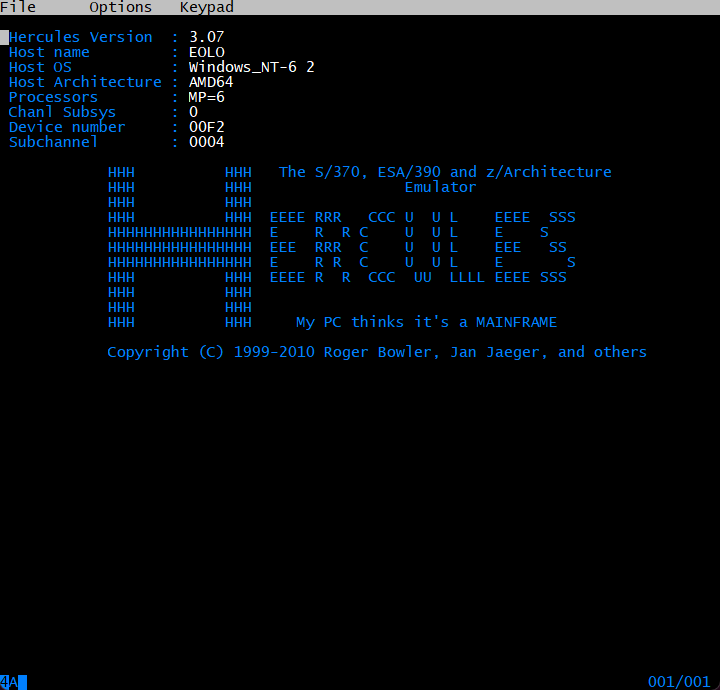 File      Options   Keypad
Hercules Version  : 3.07
Host name         : EOLO
Host OS           : Windows_NT-6 2
Host Architecture : AMD64
Processors        : MP=6
Chanl Subsys      : 0
Device number     : 00F2
Subchannel        : 0004
HHH          HHH   The S/370, ESA/390 and z/Architecture
HHH          HHH                 Emulator
HHH          HHH
HHH          HHH  EEEE RRR   CCC U  U L    EEEE  SSS
HHHHHHHHHHHHHHHH  E    R  R C    U  U L    E    S
HHHHHHHHHHHHHHHH  EEE  RRR  C    U  U L    EEE   SS
HHHHHHHHHHHHHHHH  E    R R  C    U  U L    E       S
HHH          HHH  EEEE R  R  CCC  UU  LLLL EEEE SSS
HHH          HHH
HHH          HHH
HHH          HHH     My PC thinks it's a MAINFRAME
Copyright (C) 1999-2010 Roger Bowler, Jan Jaeger, and others
4A 001/001